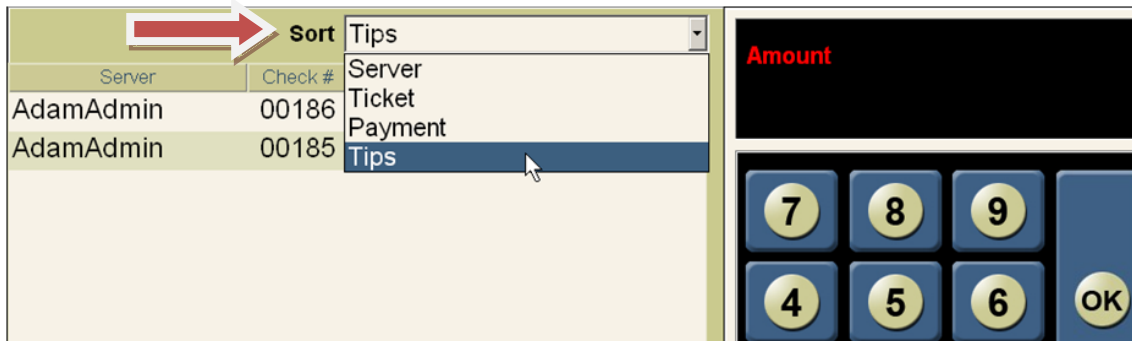 Sort Tips
Server Check #
Server
Ticket
Payment
Tips
AdamAdmin 00186
AdamAdmin 00185
Amount
7 8 9
4 5 6 OK